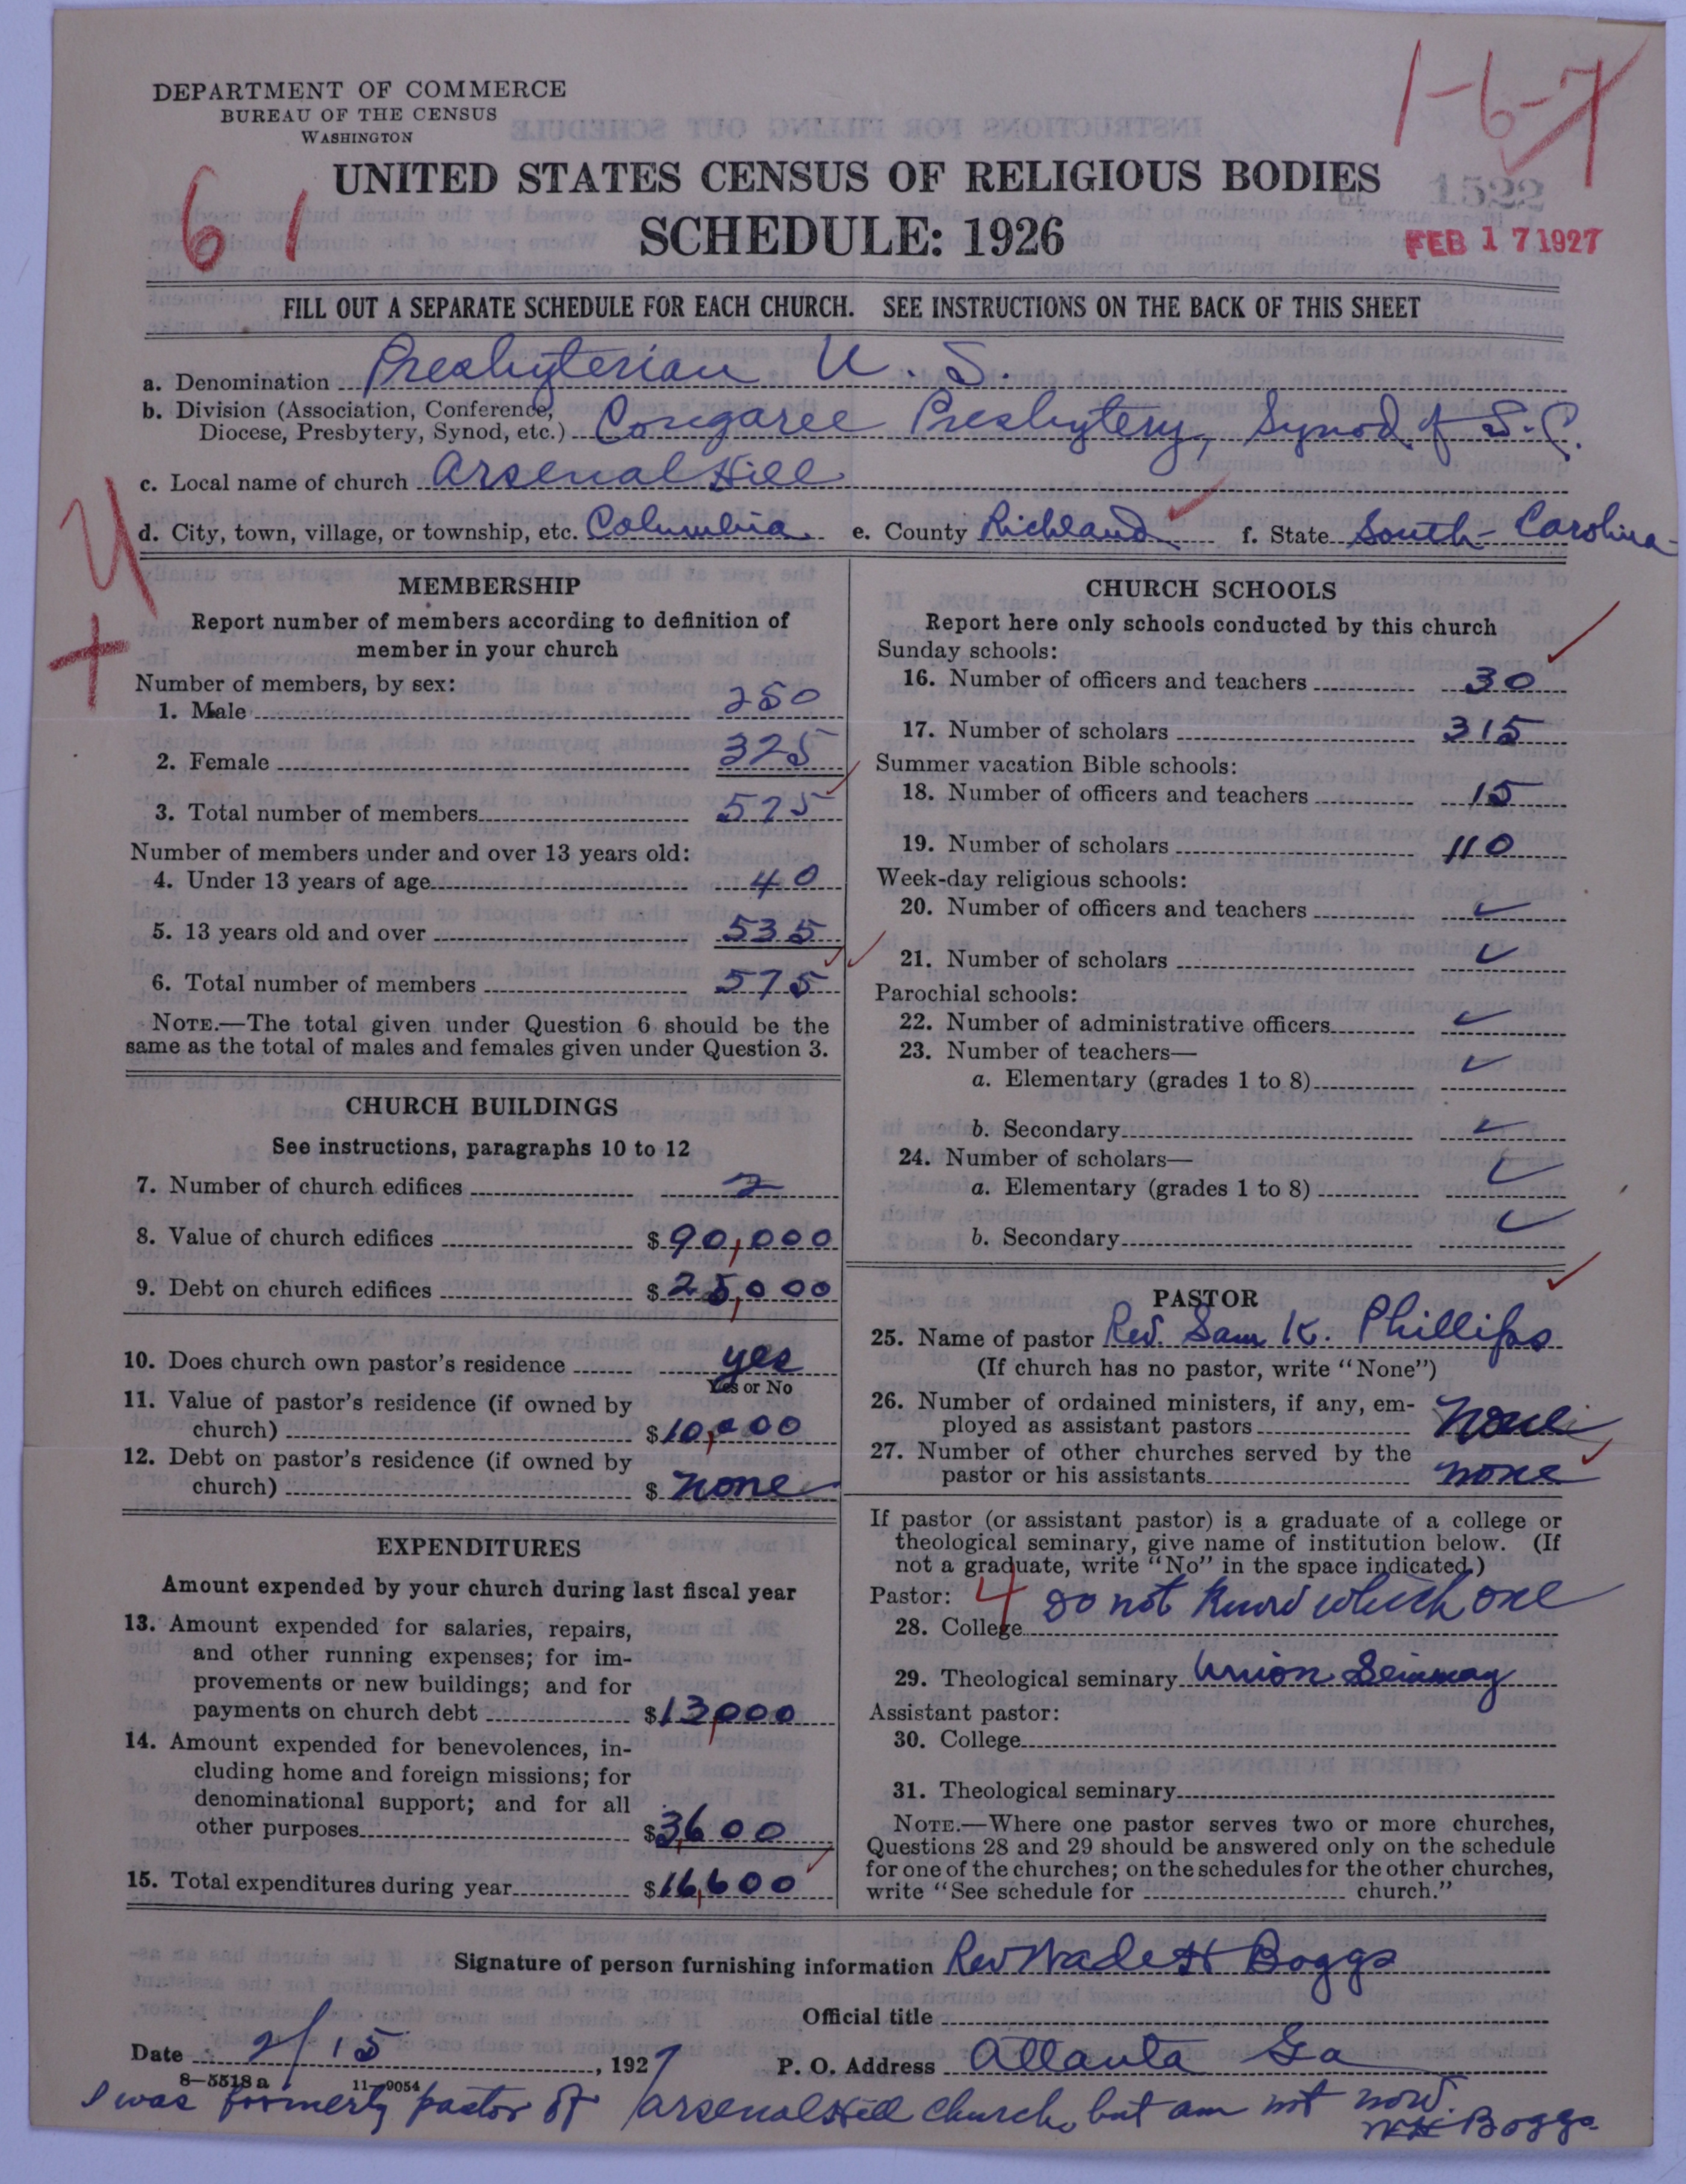 DEPARTMENT OF COMMERCE
BUREAU OF THE CENSUS
WASHINGTON
1-6-7
6 1
UNITED STATES CENSUS OF RELIGIOUS BODIES
1522
SCHEDULE: 1926
FEB 17 1927
FILL OUT A SEPARATE SCHEDULE FOR EACH CHURCH. SEE INSTRUCTIONS ON THE BACK OF THIS SHEET
a. Denomination Presbyterian U. S.
b. Division (Association, Conference,
Diocese, Presbytery, Synod, etc.) Congaree Presbytery, Synod of S.C.
c. Local name of church Arsenal Hill
d. City, town, village, or township, etc. Columbia e. County Richland f. State South Carolina
MEMBERSHIP
Report number of members according to definition of
member in your church
Number of members, by sex:
1. Male 250
2. Female 325
3. Total number of members 575
Number of members under and over 13 years old:
4. Under 13 years of age 40
5. 13 years old and over 535
6. Total number of members 575
NOTE.—The total given under Question 6 should be the
same as the total of males and females given under Question 3.
CHURCH BUILDINGS
See instructions, paragraphs 10 to 12
7. Number of church edifices 2
8. Value of church edifices $90,000
9. Debt on church edifices $25,000
10. Does church own pastor's residence yes
Yes or No
11. Value of pastor's residence (if owned by
church) $10,000
12. Debt on pastor's residence (if owned by
church) $ none
EXPENDITURES
Amount expended by your church during last fiscal year
13. Amount expended for salaries, repairs,
and other running expenses; for im-
provements or new buildings; and for
payments on church debt $13,000
14. Amount expended for benevolences, in-
cluding home and foreign missions; for
denominational support; and for all
other purposes $3,600
15. Total expenditures during year $16,600
CHURCH SCHOOLS
Report here only schools conducted by this church
Sunday schools:
16. Number of officers and teachers 30
17. Number of scholars 315
Summer vacation Bible schools:
18. Number of officers and teachers 15
19. Number of scholars 110
Week-day religious schools:
20. Number of officers and teachers
21. Number of scholars
Parochial schools:
22. Number of administrative officers
23. Number of teachers—
a. Elementary (grades 1 to 8)
b. Secondary
24. Number of scholars—
a. Elementary (grades 1 to 8)
b. Secondary
PASTOR
25. Name of pastor Rev. Sam K. Phillips
(If church has no pastor, write "None")
26. Number of ordained ministers, if any, em-
ployed as assistant pastors None
27. Number of other churches served by the
pastor or his assistants none
If pastor (or assistant pastor) is a graduate of a college or
theological seminary, give name of institution below. (If
not a graduate, write "No" in the space indicated.)
Pastor: 4 do not know which one
28. College
29. Theological seminary Union Seminary
Assistant pastor:
30. College
31. Theological seminary
NOTE.—Where one pastor serves two or more churches,
Questions 28 and 29 should be answered only on the schedule
for one of the churches; on the schedules for the other churches,
write "See schedule for church."
Signature of person furnishing information Rev Wade H Boggs
Official title
Date 2/15, 1927 P. O. Address Atlanta Ga
8—5518 a 11—9054
I was formerly pastor of Arsenal Hill church, but am not now.
WH Boggs